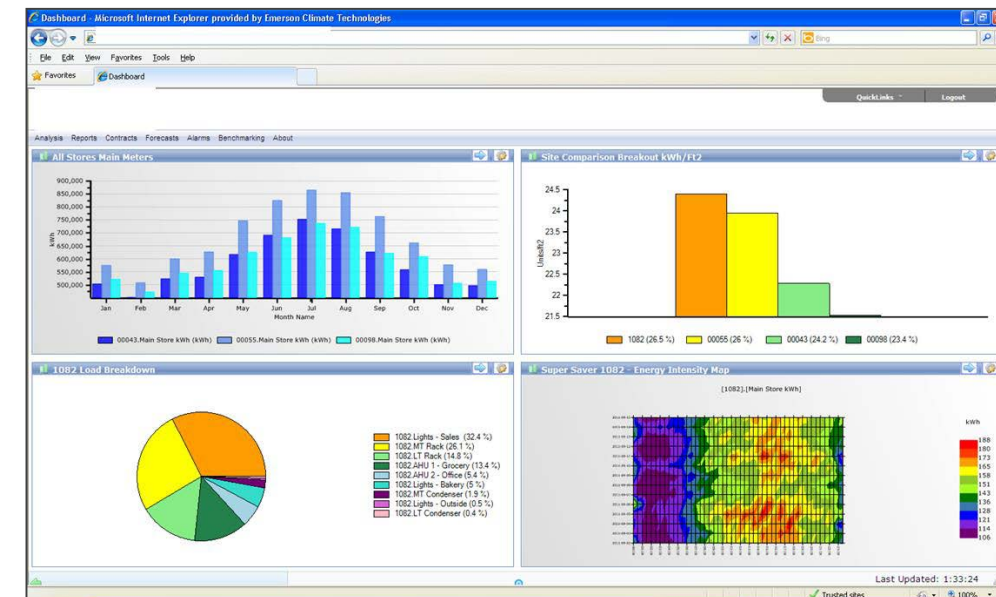 Dashboard - Microsoft Internet Explorer provided by Emerson Climate Technologies
Bing
File Edit View Favorites Tools Help
Favorites Dashboard
QuickLinks Logout
Analysis Reports Contracts Forecasts Alarms Benchmarking About
All Stores Main Meters
900,000
850,000
800,000
750,000
700,000
650,000
600,000
550,000
500,000
kWh
Jan Feb Mar Apr May Jun Jul Aug Sep Oct Nov Dec
Month Name
00043.Main Store kWh (kWh) 00055.Main Store kWh (kWh) 00098.Main Store kWh (kWh)
Site Comparison Breakout kWh/Ft2
24.5
24
23.5
23
22.5
22
21.5
Units/ft2
1082 (26.5 %) 00055 (26 %) 00043 (24.2 %) 00098 (23.4 %)
1082 Load Breakdown
1082.Lights - Sales (32.4 %)
1082.MT Rack (26.1 %)
1082.LT Rack (14.8 %)
1082.AHU 1 - Grocery (13.4 %)
1082.AHU 2 - Office (5.4 %)
1082.Lights - Bakery (5 %)
1082.MT Condenser (1.9 %)
1082.Lights - Outside (0.5 %)
1082.LT Condenser (0.4 %)
Super Saver 1082 - Energy Intensity Map
[1082].[Main Store kWh]
kWh
188
180
173
165
158
151
143
136
128
121
114
106
Last Updated: 1:33:24
Trusted sites 100%